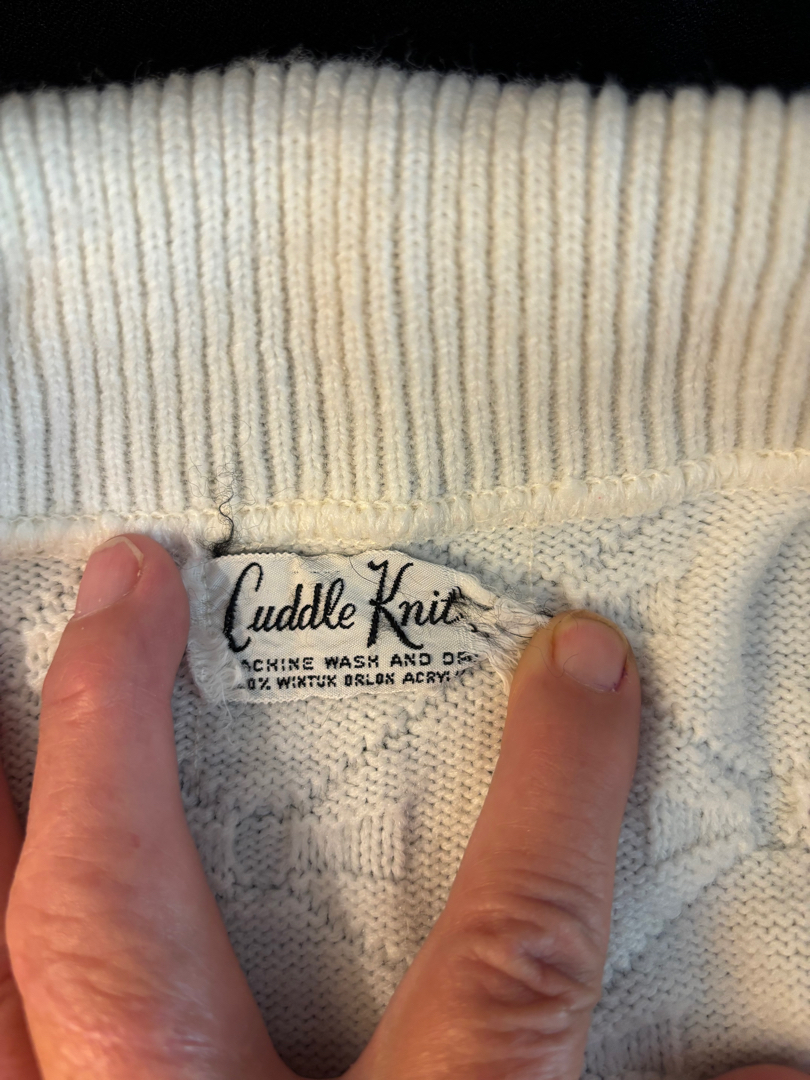 Cuddle Knit
ACHINE WASH AND DR
0% WINTUK ORLON ACRYL